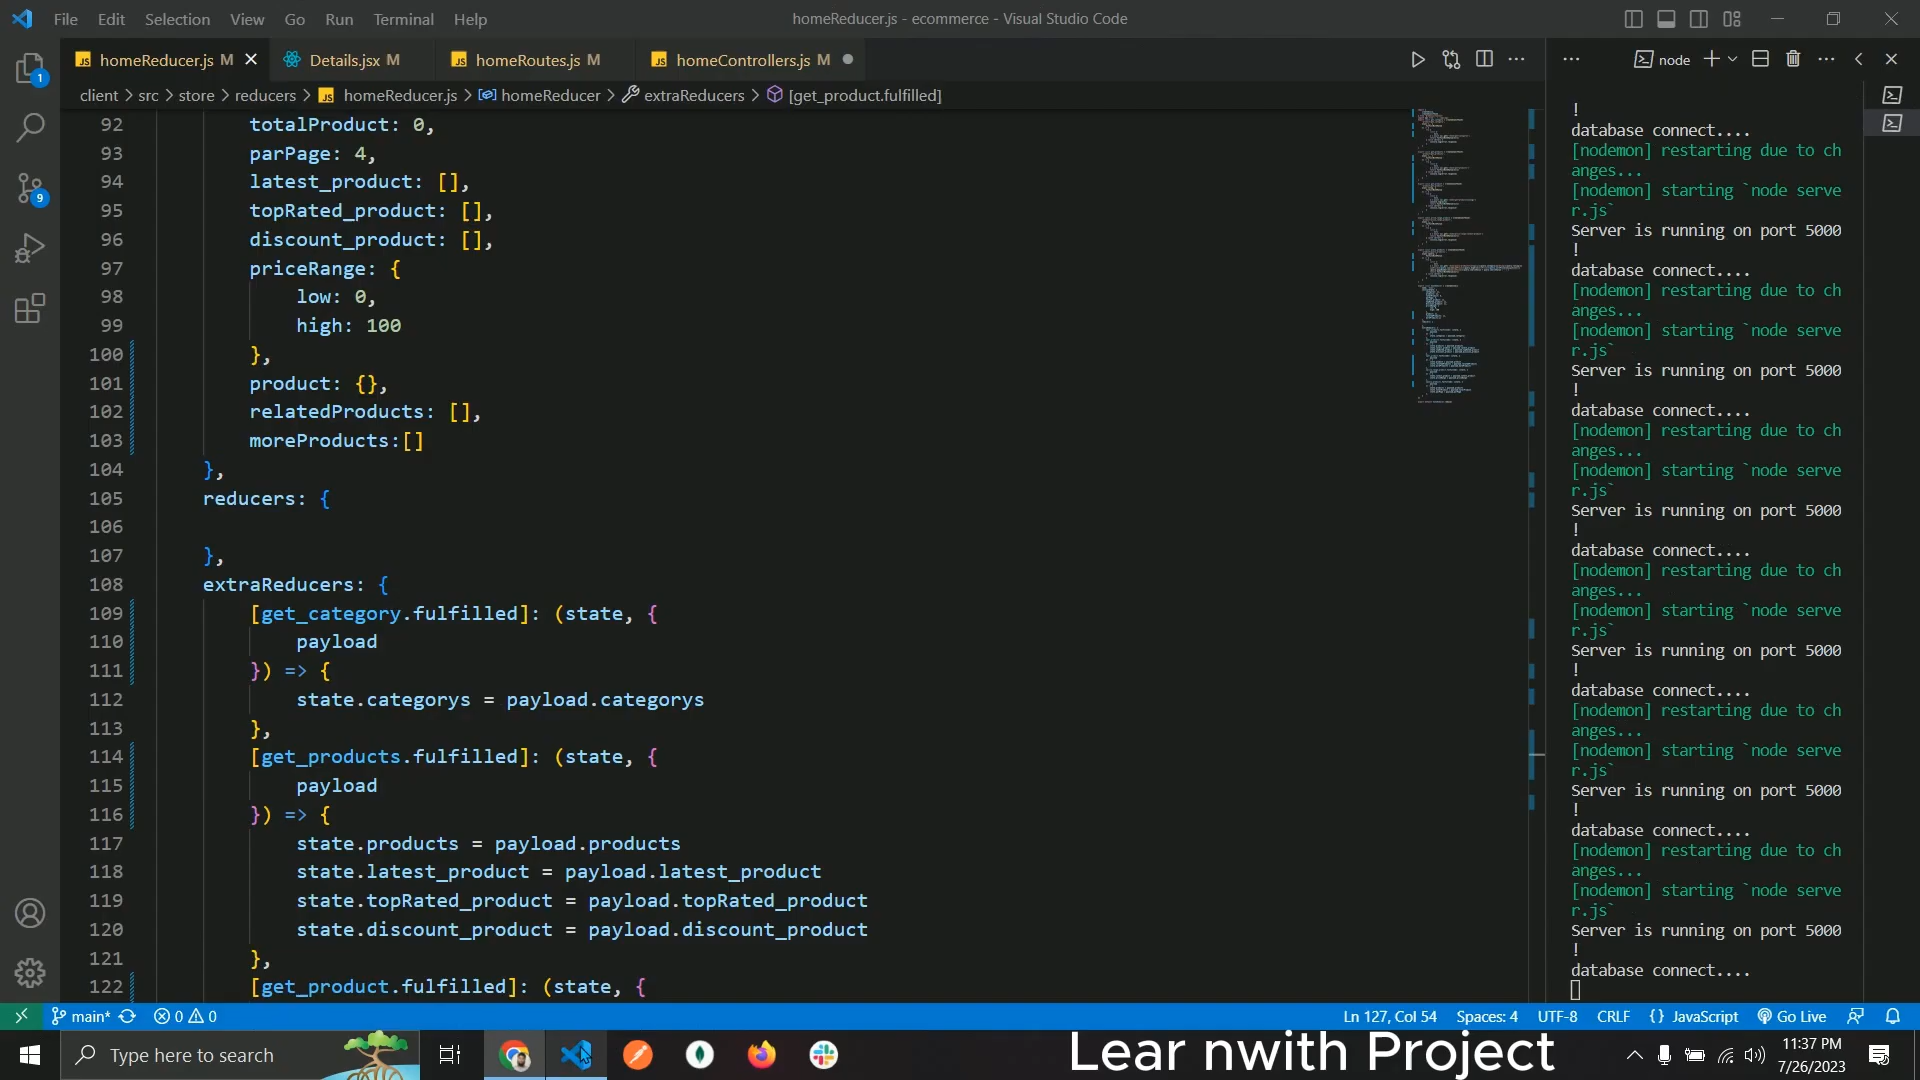 File Edit Selection View Go Run Terminal Help
homeReducer.js - ecommerce - Visual Studio Code
homeReducer.js M
Details.jsx M
homeRoutes.js M
homeControllers.js M
node
client > src > store > reducers > homeReducer.js > homeReducer > extraReducers > [get_product.fulfilled]
92 totalProduct: 0,
93 parPage: 4,
94 latest_product: [],
95 topRated_product: [],
96 discount_product: [],
97 priceRange: {
98 low: 0,
99 high: 100
100 },
101 product: {},
102 relatedProducts: [],
103 moreProducts:[]
104 },
105 reducers: {
106
107 },
108 extraReducers: {
109 [get_category.fulfilled]: (state, {
110 payload
111 }) => {
112 state.categorys = payload.categorys
113 },
114 [get_products.fulfilled]: (state, {
115 payload
116 }) => {
117 state.products = payload.products
118 state.latest_product = payload.latest_product
119 state.topRated_product = payload.topRated_product
120 state.discount_product = payload.discount_product
121 },
122 [get_product.fulfilled]: (state, {
!
database connect....
[nodemon] restarting due to ch
anges...
[nodemon] starting `node serve
r.js`
Server is running on port 5000
!
database connect....
[nodemon] restarting due to ch
anges...
[nodemon] starting `node serve
r.js`
Server is running on port 5000
!
database connect....
[nodemon] restarting due to ch
anges...
[nodemon] starting `node serve
r.js`
Server is running on port 5000
!
database connect....
[nodemon] restarting due to ch
anges...
[nodemon] starting `node serve
r.js`
Server is running on port 5000
!
database connect....
[nodemon] restarting due to ch
anges...
[nodemon] starting `node serve
r.js`
Server is running on port 5000
!
database connect....
[nodemon] restarting due to ch
anges...
[nodemon] starting `node serve
r.js`
Server is running on port 5000
!
database connect....
1
9
main* 0 0
Ln 127, Col 54 Spaces: 4 UTF-8 CRLF {} JavaScript Go Live
Type here to search
Lear nwith Project
11:37 PM
7/26/2023